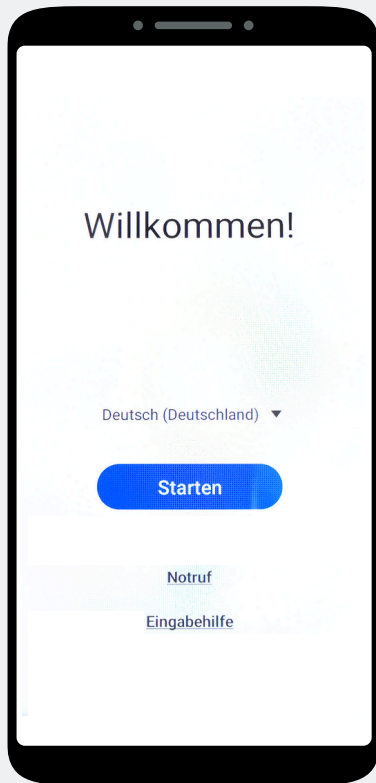 Willkommen!
Deutsch (Deutschland)
Starten
Notruf
Eingabehilfe